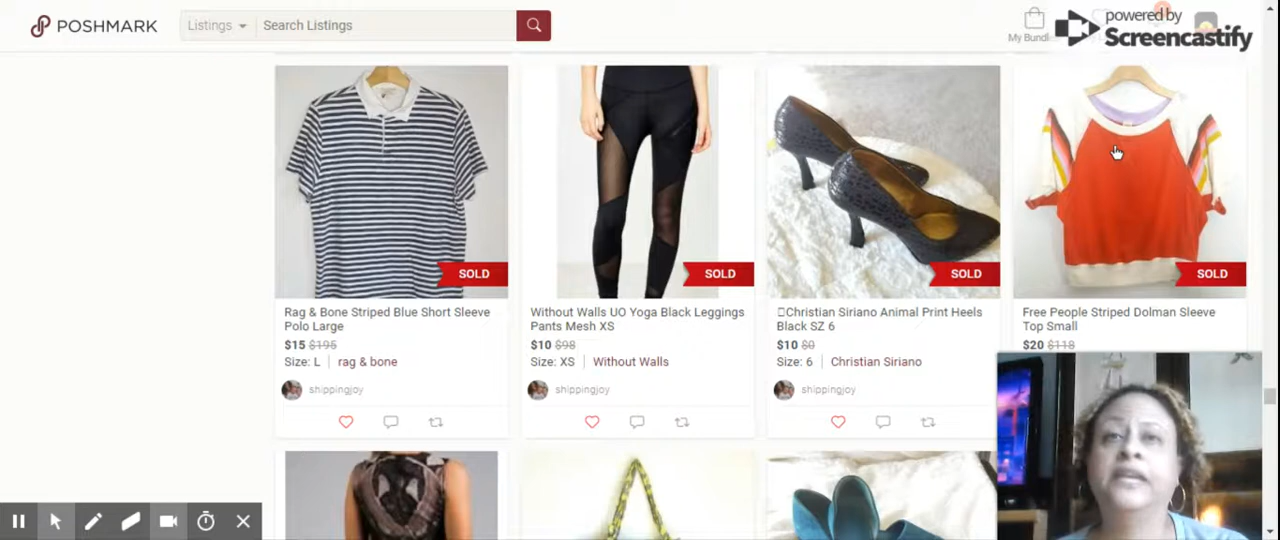 POSHMARK
Listings
Search Listings
My Bund
powered by
Screencastify
SOLD
SOLD
SOLD
SOLD
Rag & Bone Striped Blue Short Sleeve
Polo Large
$15 $195
Size: L
rag & bone
shippingjoy
Without Walls UO Yoga Black Leggings
Pants Mesh XS
$10 $98
Size: XS
Without Walls
shippingjoy
Christian Siriano Animal Print Heels
Black SZ 6
$10 $0
Size: 6
Christian Siriano
shippingjoy
Free People Striped Dolman Sleeve
Top Small
$20 $118